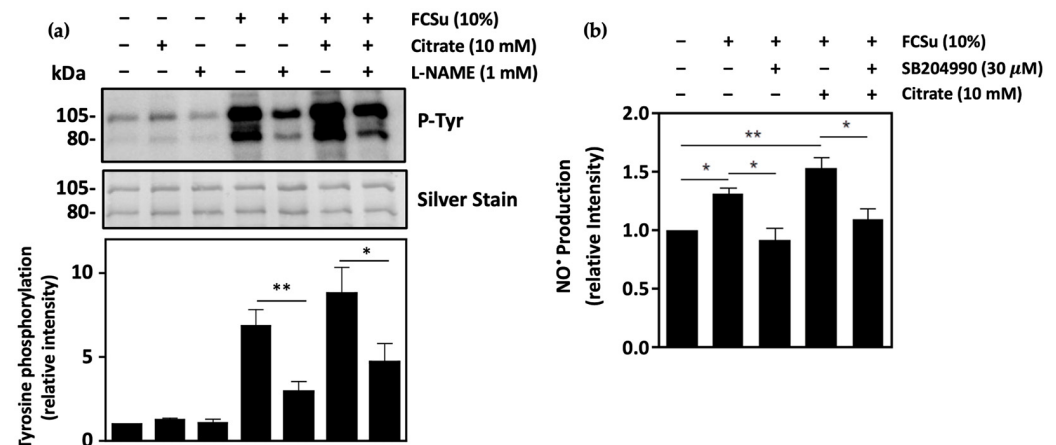 (a)
– – – + + + + FCSu (10%)
– + – – – + + Citrate (10 mM)
kDa – – + – + – + L-NAME (1 mM)
105-
80-
P-Tyr
105-
80-
Silver Stain
Tyrosine phosphorylation
(relative intensity)
10
5
0
**
*
(b)
– + + + + FCSu (10%)
– – + – + SB204990 (30 μM)
– – – + + Citrate (10 mM)
NO• Production
(relative Intensity)
2.0
1.5
1.0
0.5
0.0
**
*
*
*